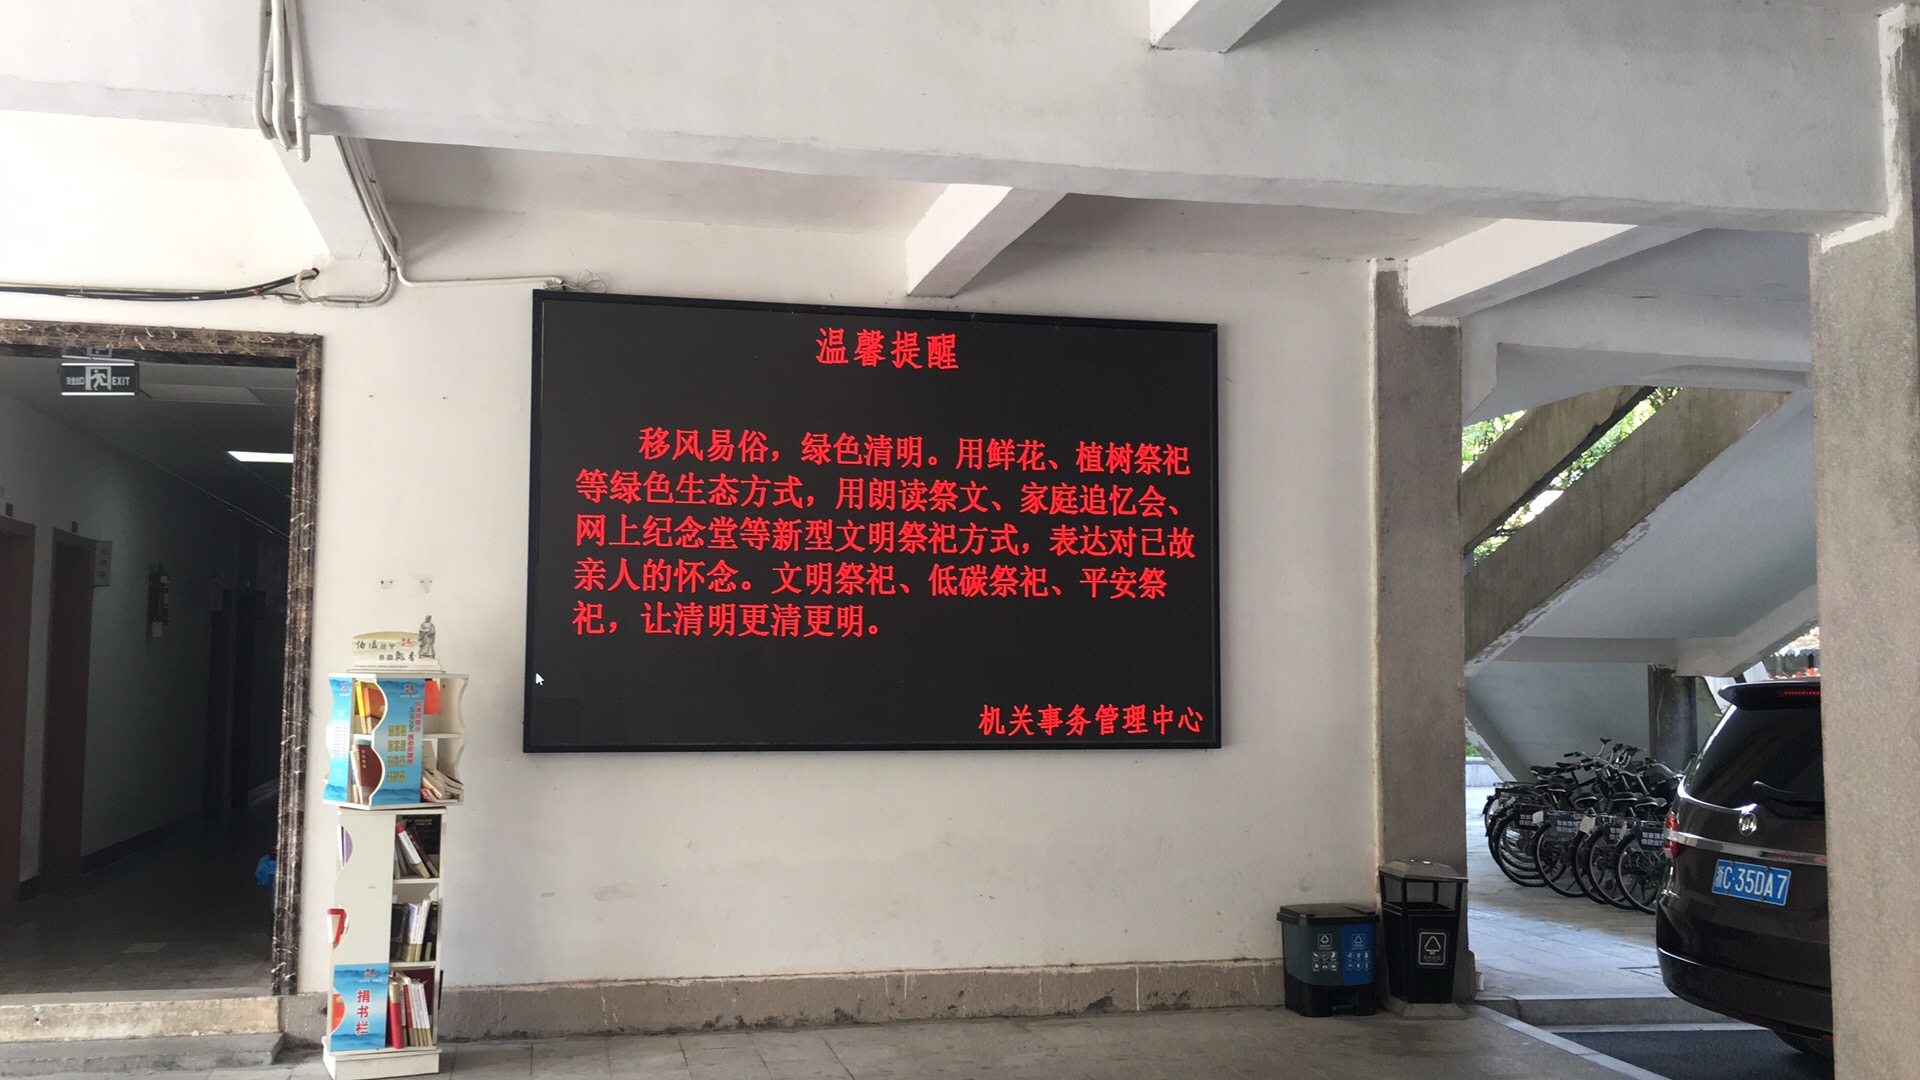 温馨提醒
移风易俗，绿色清明。用鲜花、植树祭祀
等绿色生态方式，用朗读祭文、家庭追忆会、
网上纪念堂等新型文明祭祀方式，表达对已故
亲人的怀念。文明祭祀、低碳祭祀、平安祭
祀，让清明更清更明。
机关事务管理中心
安全出口 EXIT
捐书栏
浙C·35DA7